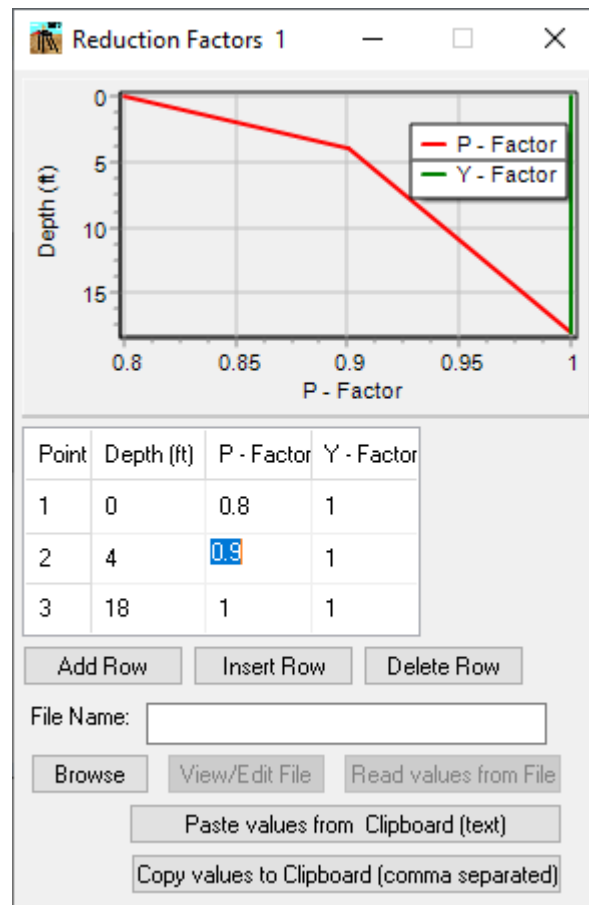 Reduction Factors 1
0
5
10
15
Depth (ft)
P - Factor
Y - Factor
0.8 0.85 0.9 0.95 1
P - Factor
Point Depth (ft) P - Factor Y - Factor
1 0 0.8 1
2 4 0.9 1
3 18 1 1
Add Row Insert Row Delete Row
File Name:
Browse View/Edit File Read values from File
Paste values from Clipboard (text)
Copy values to Clipboard (comma separated)